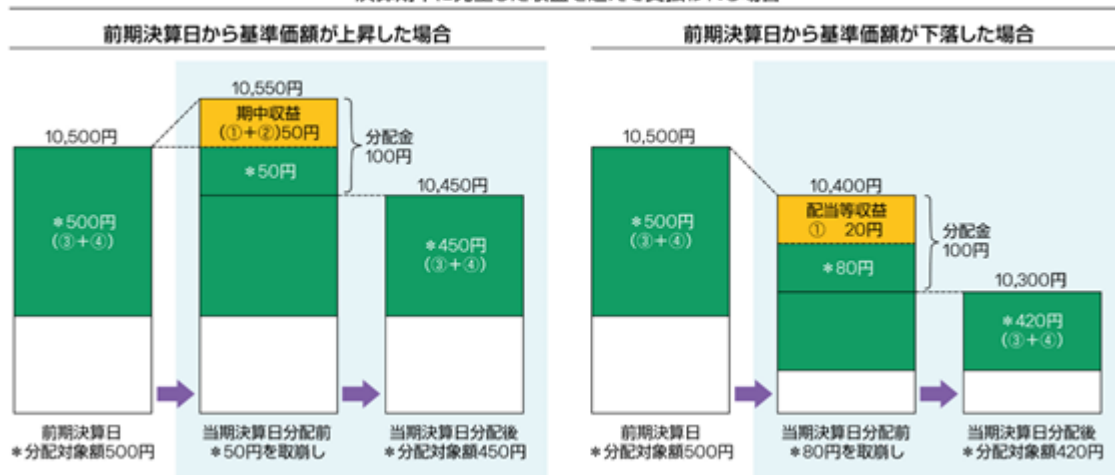 前期決算日から基準価額が上昇した場合
10,550円
期中収益
(①+②)50円
10,500円
分配金
100円
*50円
10,450円
*500円
(③+④)
*450円
(③+④)
前期決算日
*分配対象額500円
当期決算日分配前
*50円を取崩し
当期決算日分配後
*分配対象額450円
前期決算日から基準価額が下落した場合
10,500円
10,400円
配当等収益
① 20円
*500円
(③+④)
分配金
100円
*80円
10,300円
*420円
(③+④)
前期決算日
*分配対象額500円
当期決算日分配前
*80円を取崩し
当期決算日分配後
*分配対象額420円